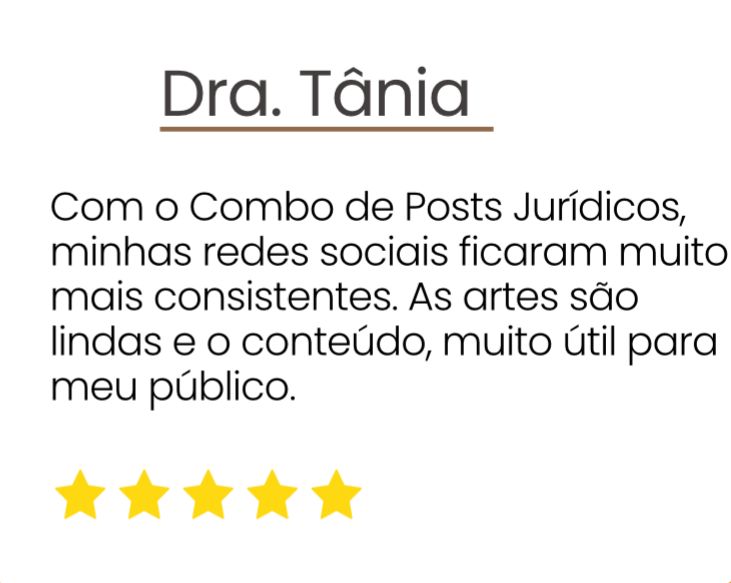 Dra. Tânia
Com o Combo de Posts Jurídicos,
minhas redes sociais ficaram muito
mais consistentes. As artes são
lindas e o conteúdo, muito útil para
meu público.